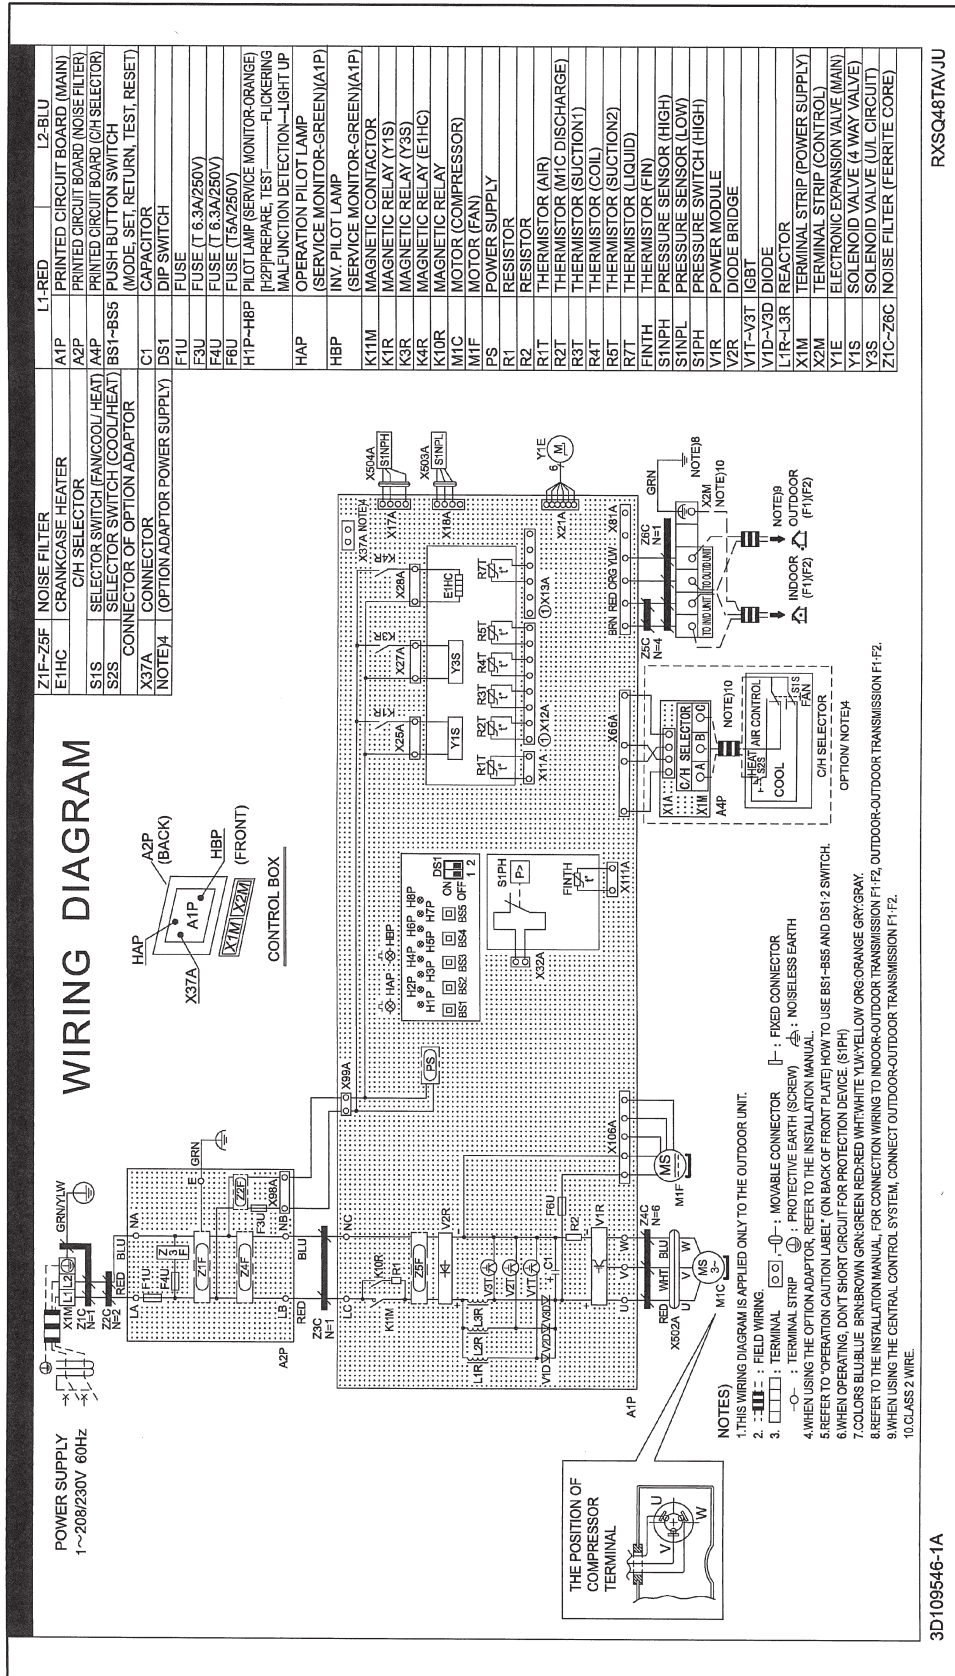 WIRING DIAGRAM
POWER SUPPLY
1~208/230V 60Hz
X1M
L1 L2
GRN/YLW
Z1C
N=1
Z2C
N=2
RED
BLU
LA
NA
F1U
F4U
Z3F
Z1F
E
GRN
Z2F
Z4F
F3U
X98A
LB
NB
A2P
RED
BLU
Z3C
N=1
LC
NC
K1M
K10R
R1
Z5F
V2R
L1R L2R L3R
V3T
V2T
V1T
V1D V2D V3D
C1
F6U
R2
V1R
U V W
Z4C
N=6
RED WHT BLU
X502A
U V W
MS
3~
M1C
X106A
MS
M1F
A1P
X99A
PS
HAP
HBP
H1P
H2P
H3P
H4P
H5P
H6P
H7P
H8P
BS1 BS2 BS3 BS4 BS5
DS1
ON
OFF
1 2
S1PH
P>
X32A
FINTH
t°
X111A
K1R
X25A
Y1S
K3R
X27A
Y3S
K4R
X28A
E1HC
R1T
R2T
R3T
R4T
R5T
R7T
t° t° t° t° t° t°
X11A
1 X12A
1 X13A
X37A NOTE)4
X17A
X504A
S1NPH
X18A
X503A
S1NPL
X21A
6
M
Y1E
X66A
X81A
BRN RED ORG YLW
Z5C
N=4
Z6C
N=1
GRN
NOTE)8
TO IN/D UNIT
TO OUT/D UNIT
X2M
NOTE)10
NOTE)9
INDOOR
(F1)(F2)
OUTDOOR
(F1)(F2)
X1A
C/H SELECTOR
X1M
A B C
A4P
NOTE)10
HEAT
S2S
AIR CONTROL
COOL
S1S
FAN
C/H SELECTOR
OPTION/ NOTE)4
HAP
X37A
A1P
A2P
(BACK)
HBP
(FRONT)
X1M X2M
CONTROL BOX
THE POSITION OF
COMPRESSOR
TERMINAL
U
V
W
NOTES)
1.THIS WIRING DIAGRAM IS APPLIED ONLY TO THE OUTDOOR UNIT.
2. : FIELD WIRING.
3. : TERMINAL : MOVABLE CONNECTOR : FIXED CONNECTOR
: TERMINAL STRIP : PROTECTIVE EARTH (SCREW) : NOISELESS EARTH
4.WHEN USING THE OPTION ADAPTOR, REFER TO THE INSTALLATION MANUAL.
5.REFER TO "OPERATION CAUTION LABEL" (ON BACK OF FRONT PLATE) HOW TO USE BS1~BS5 AND DS1·2 SWITCH.
6.WHEN OPERATING, DON'T SHORT CIRCUIT FOR PROTECTION DEVICE. (S1PH)
7.COLORS BLU:BLUE BRN:BROWN GRN:GREEN RED:RED WHT:WHITE YLW:YELLOW ORG:ORANGE GRY:GRAY.
8.REFER TO THE INSTALLATION MANUAL, FOR CONNECTION WIRING TO INDOOR-OUTDOOR TRANSMISSION F1·F2, OUTDOOR-OUTDOOR TRANSMISSION F1·F2.
9.WHEN USING THE CENTRAL CONTROL SYSTEM, CONNECT OUTDOOR-OUTDOOR TRANSMISSION F1·F2.
10.CLASS 2 WIRE.
Z1F~Z5F NOISE FILTER
E1HC CRANKCASE HEATER
C/H SELECTOR
S1S SELECTOR SWITCH (FAN/COOL/ HEAT)
S2S SELECTOR SWITCH (COOL/HEAT)
CONNECTOR OF OPTION ADAPTOR
X37A CONNECTOR
NOTE)4 (OPTION ADAPTOR POWER SUPPLY)
L1-RED L2-BLU
A1P PRINTED CIRCUIT BOARD (MAIN)
A2P PRINTED CIRCUIT BOARD (NOISE FILTER)
A4P PRINTED CIRCUIT BOARD (C/H SELECTOR)
BS1~BS5 PUSH BUTTON SWITCH
(MODE, SET, RETURN, TEST, RESET)
C1 CAPACITOR
DS1 DIP SWITCH
F1U FUSE
F3U FUSE (T 6.3A/250V)
F4U FUSE (T 6.3A/250V)
F6U FUSE (T5A/250V)
H1P~H8P PILOT LAMP (SERVICE MONITOR-ORANGE)
[H2P]PREPARE, TEST--------FLICKERING
MALFUNCTION DETECTION---LIGHT UP
HAP OPERATION PILOT LAMP
(SERVICE MONITOR-GREEN)(A1P)
HBP INV. PILOT LAMP
(SERVICE MONITOR-GREEN)(A1P)
K11M MAGNETIC CONTACTOR
K1R MAGNETIC RELAY (Y1S)
K3R MAGNETIC RELAY (Y3S)
K4R MAGNETIC RELAY (E1HC)
K10R MAGNETIC RELAY
M1C MOTOR (COMPRESSOR)
M1F MOTOR (FAN)
PS POWER SUPPLY
R1 RESISTOR
R2 RESISTOR
R1T THERMISTOR (AIR)
R2T THERMISTOR (M1C DISCHARGE)
R3T THERMISTOR (SUCTION1)
R4T THERMISTOR (COIL)
R5T THERMISTOR (SUCTION2)
R7T THERMISTOR (LIQUID)
FINTH THERMISTOR (FIN)
S1NPH PRESSURE SENSOR (HIGH)
S1NPL PRESSURE SENSOR (LOW)
S1PH PRESSURE SWITCH (HIGH)
V1R POWER MODULE
V2R DIODE BRIDGE
V1T~V3T IGBT
V1D~V3D DIODE
L1R~L3R REACTOR
X1M TERMINAL STRIP (POWER SUPPLY)
X2M TERMINAL STRIP (CONTROL)
Y1E ELECTRONIC EXPANSION VALVE (MAIN)
Y1S SOLENOID VALVE (4 WAY VALVE)
Y3S SOLENOID VALVE (U/L CIRCUIT)
Z1C~Z6C NOISE FILTER (FERRITE CORE)
3D109546-1A
RXSQ48TAVJU